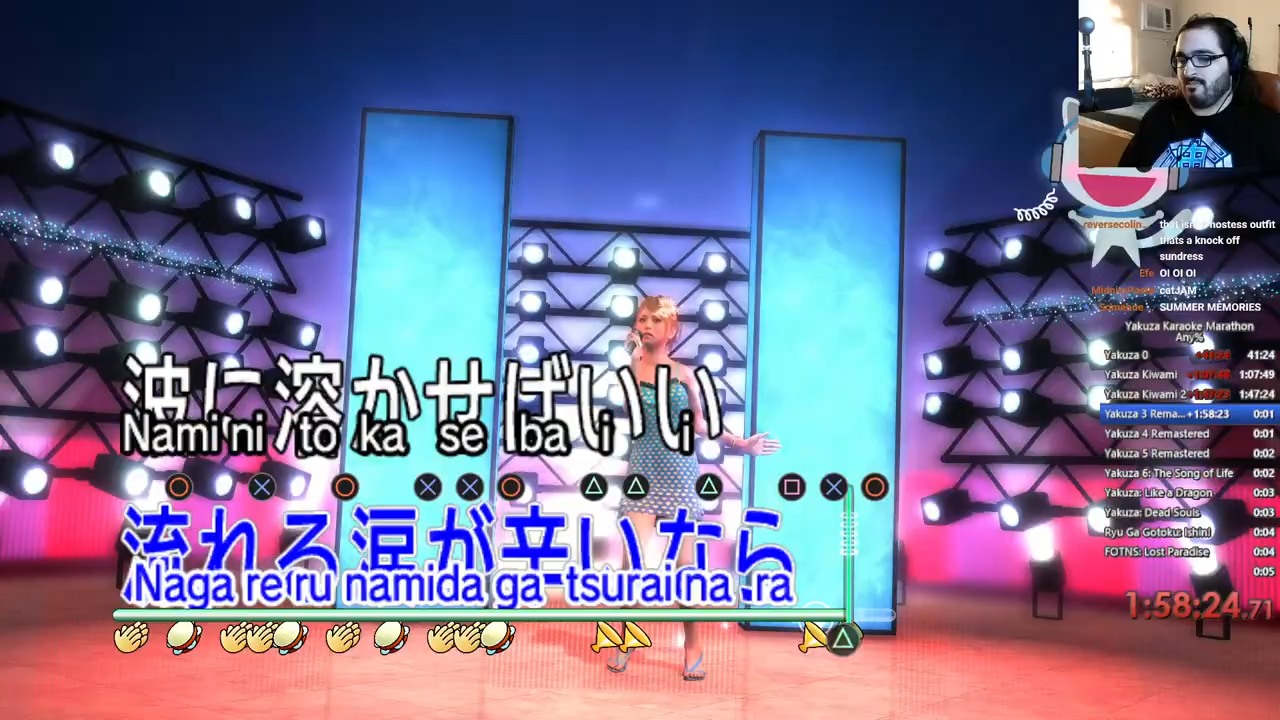 波に溶かせばいい
Nami ni to ka se ba i i
流れる涙が辛いなら
Naga re ru namida ga tsurai na ra
reversecolin...
thats a knock off
sundress
Efe OI OI OI
catJAM
SUMMER MEMORIES
Yakuza Karaoke Marathon
Any%
Yakuza 0 41:24
Yakuza Kiwami 1:07:49
Yakuza Kiwami 2 1:47:24
Yakuza 3 Rema... +1:58:23 0:01
Yakuza 4 Remastered 0:01
Yakuza 5 Remastered 0:02
Yakuza 6: The Song of Life 0:02
Yakuza: Like a Dragon 0:03
Yakuza: Dead Souls 0:03
Ryu Ga Gotoku: Ishin! 0:04
FOTNS: Lost Paradise 0:04
0:05
1:58:24.71